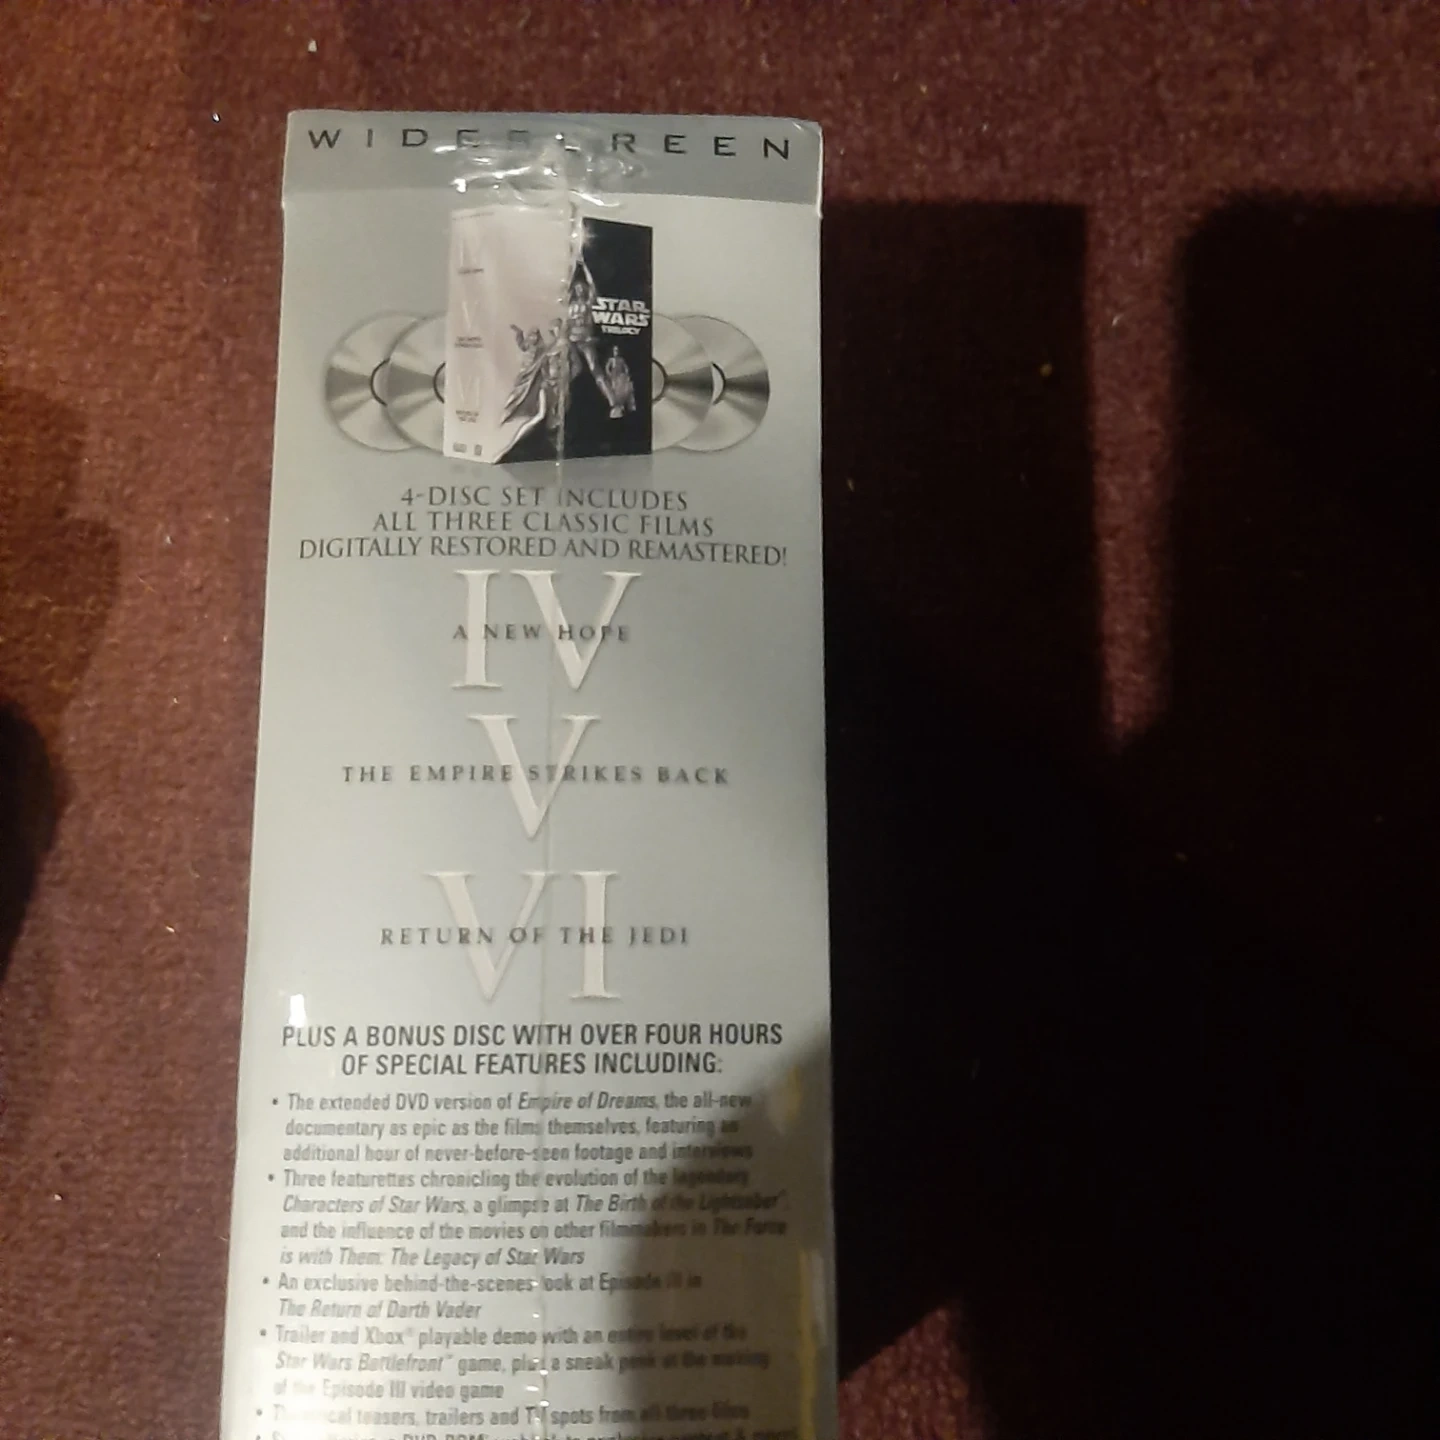 WIDESCREEN
STAR
WARS
TRILOGY
4-DISC SET INCLUDES
ALL THREE CLASSIC FILMS
DIGITALLY RESTORED AND REMASTERED!
IV
A NEW HOPE
V
THE EMPIRE STRIKES BACK
VI
RETURN OF THE JEDI
PLUS A BONUS DISC WITH OVER FOUR HOURS
OF SPECIAL FEATURES INCLUDING:
• The extended DVD version of Empire of Dreams, the all-new
documentary as epic as the films themselves, featuring an
additional hour of never-before-seen footage and interviews
• Three featurettes chronicling the evolution of the legendary
Characters of Star Wars, a glimpse at The Birth of the Lightsaber
and the influence of the movies on other filmmakers in The Force
is with Them: The Legacy of Star Wars
• An exclusive behind-the-scenes look at Episode III in
The Return of Darth Vader
• Trailer and Xbox® playable demo with an entire level of the
Star Wars Battlefront™ game, plus a sneak peek at the making
of the Episode III video game
• teasers, trailers and TV spots from all three films
DVD-ROM